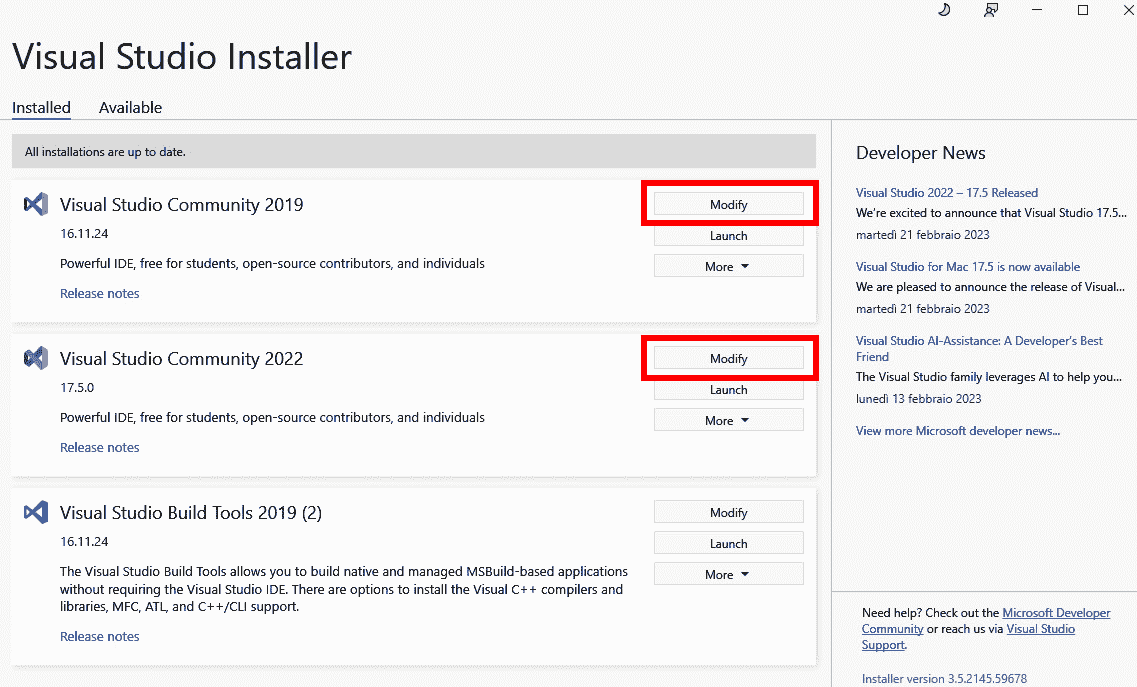 Visual Studio Installer
Installed
Available
All installations are up to date.
Visual Studio Community 2019
16.11.24
Powerful IDE, free for students, open-source contributors, and individuals
Release notes
Modify
Launch
More
Visual Studio Community 2022
17.5.0
Powerful IDE, free for students, open-source contributors, and individuals
Release notes
Modify
Launch
More
Visual Studio Build Tools 2019 (2)
16.11.24
The Visual Studio Build Tools allows you to build native and managed MSBuild-based applications
without requiring the Visual Studio IDE. There are options to install the Visual C++ compilers and
libraries, MFC, ATL, and C++/CLI support.
Release notes
Modify
Launch
More
Developer News
Visual Studio 2022 – 17.5 Released
We're excited to announce that Visual Studio 17.5...
martedì 21 febbraio 2023
Visual Studio for Mac 17.5 is now available
We are pleased to announce the release of Visual...
martedì 21 febbraio 2023
Visual Studio AI-Assistance: A Developer's Best
Friend
The Visual Studio family leverages AI to help you...
lunedì 13 febbraio 2023
View more Microsoft developer news...
Need help? Check out the Microsoft Developer
Community or reach us via Visual Studio
Support.
Installer version 3.5.2145.59678